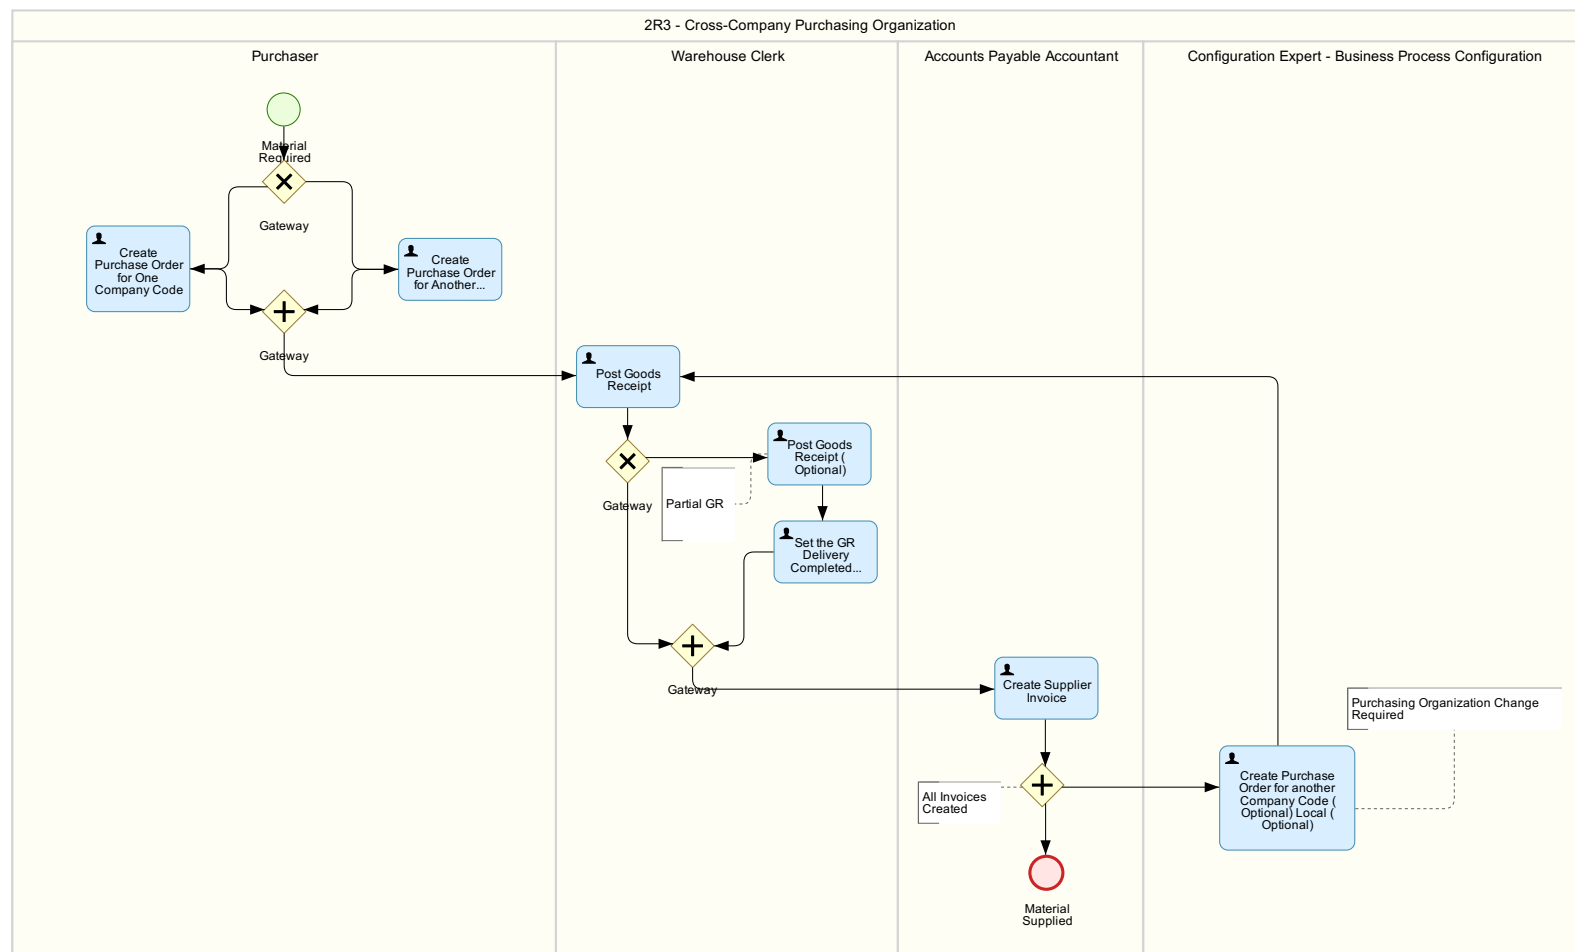 2R3 - Cross-Company Purchasing Organization
Purchaser
Warehouse Clerk
Accounts Payable Accountant
Configuration Expert - Business Process Configuration
Material
Required
Gateway
Create
Purchase Order
for One
Company Code
Create
Purchase Order
for Another...
Gateway
Post Goods
Receipt
Post Goods
Receipt (
Optional)
Gateway
Partial GR
Set the GR
Delivery
Completed...
Gateway
Create Supplier
Invoice
Purchasing Organization Change
Required
All Invoices
Created
Create Purchase
Order for another
Company Code (
Optional) Local (
Optional)
Material
Supplied